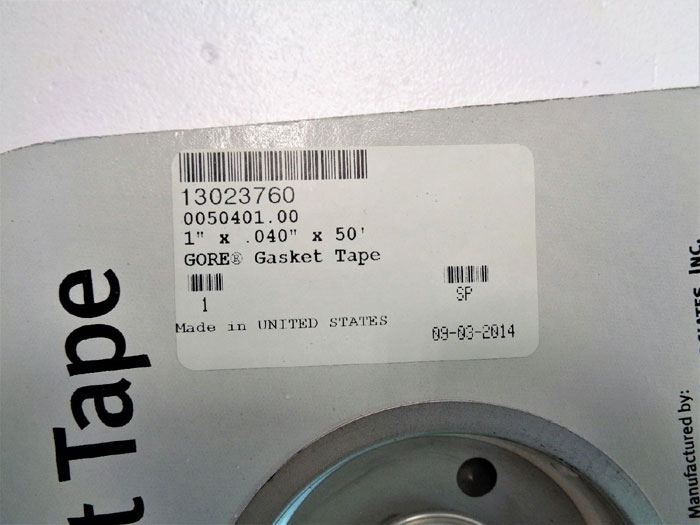 13023760
0050401.00
1" x .040" x 50'
GORE® Gasket Tape
1
SP
Made in UNITED STATES
09-03-2014
t Tape
Manufactured by:
INC.